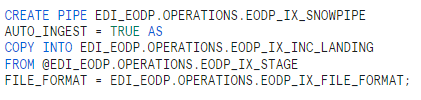 CREATE PIPE EDI_EODP.OPERATIONS.EODP_IX_SNOWPIPE
AUTO_INGEST = TRUE AS
COPY INTO EDI_EODP.OPERATIONS.EODP_IX_INC_LANDING
FROM @EDI_EODP.OPERATIONS.EODP_IX_STAGE
FILE_FORMAT = EDI_EODP.OPERATIONS.EODP_IX_FILE_FORMAT;